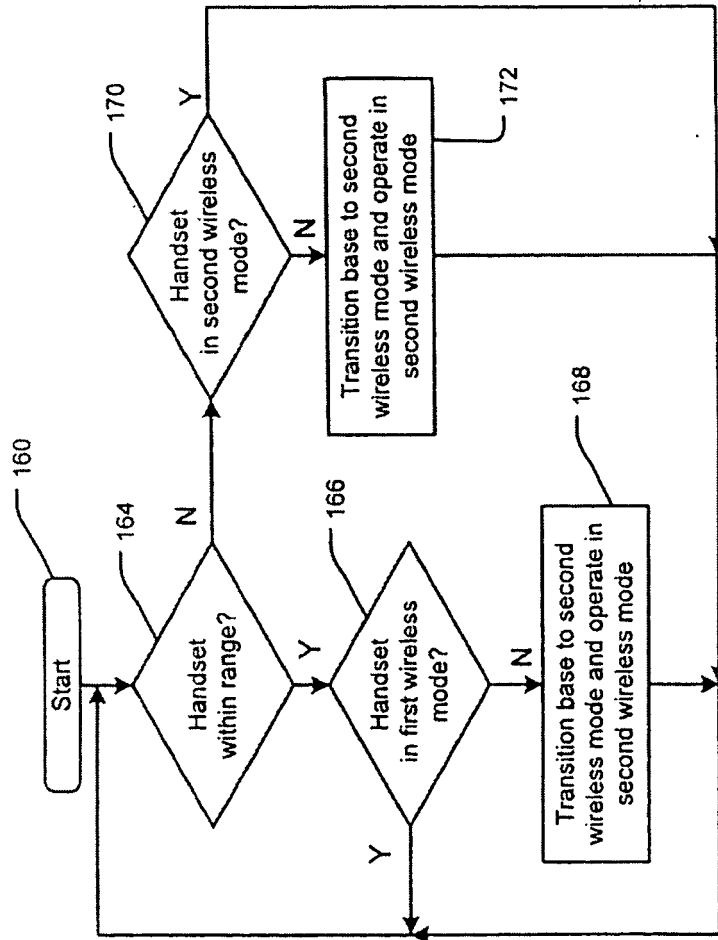 Start
160
Handset
within range?
164
N
Y
Handset
in second wireless
mode?
170
Y
N
Handset
in first wireless
mode?
166
Y
N
Transition base to second
wireless mode and operate in
second wireless mode
172
Transition base to second
wireless mode and operate in
second wireless mode
168